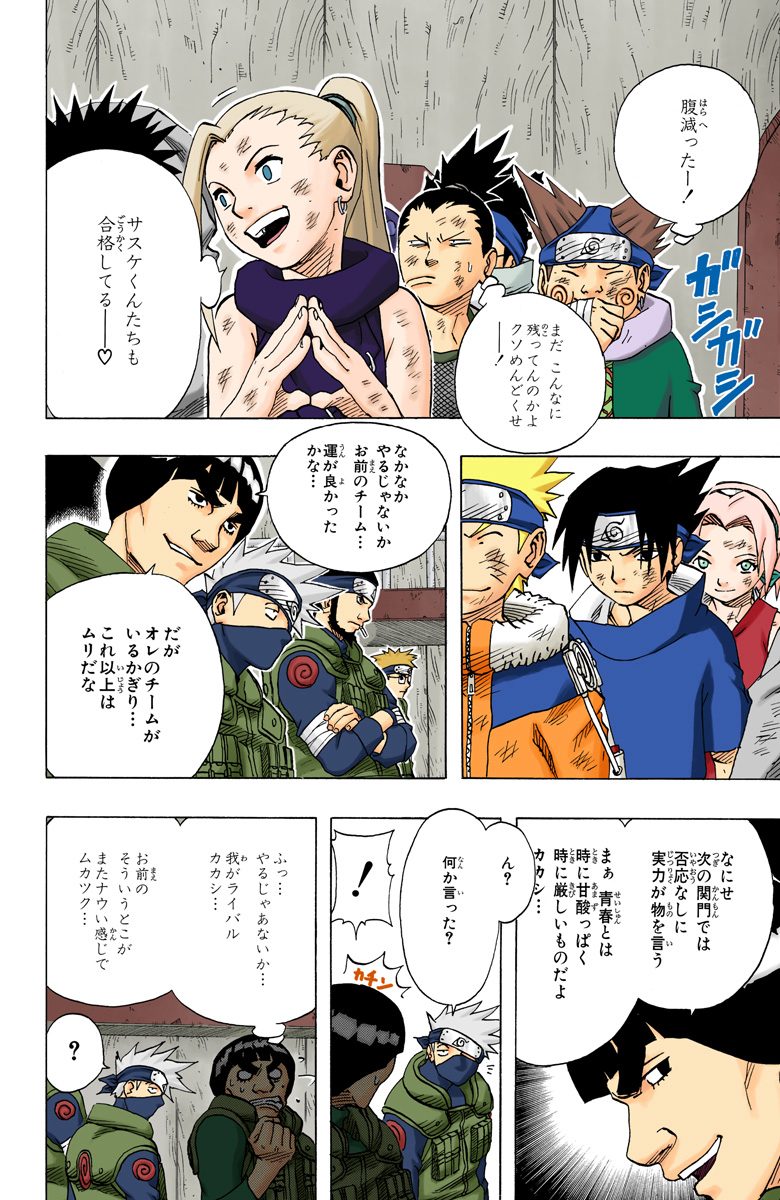 腹減ったー！
ガシガシ
まだ こんなに
残ってんのかよ
クソめんどくせ
——！
サスケくんたちも
合格してる——♡
なかなか
やるじゃないか
お前のチーム…
運が良かった
かな…
だが
オレのチームが
いるかぎり…
これ以上は
ムリだな
なにせ
次の関門では
否応なしに
実力が物を言う
まぁ 青春とは
時に甘酸っぱく
時に厳しいものだよ
カカシ…
ん？
何か言った？
！
カチン
ふっ…
やるじゃあないか…
我がライバル
カカシ…
お前の
そういうとこが
またナウい感じで
ムカツク…
？